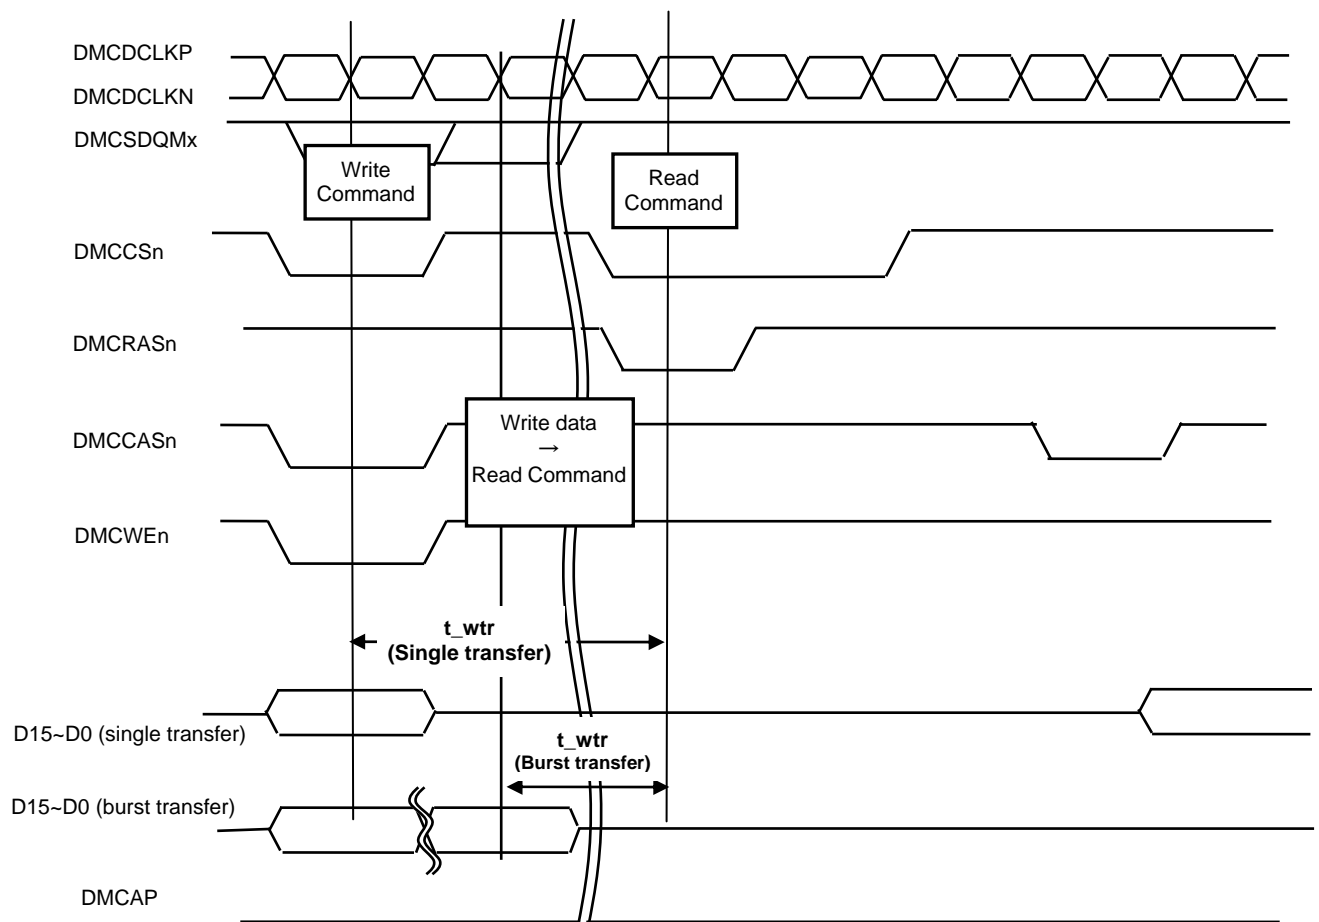 DMCDCLKP
DMCDCLKN
DMCSDQMx
Write
Command
Read
Command
DMCCSn
DMCRASn
Write data
→
Read Command
DMCCASn
DMCWEn
t_wtr
(Single transfer)
D15~D0 (single transfer)
t_wtr
(Burst transfer)
D15~D0 (burst transfer)
DMCAP